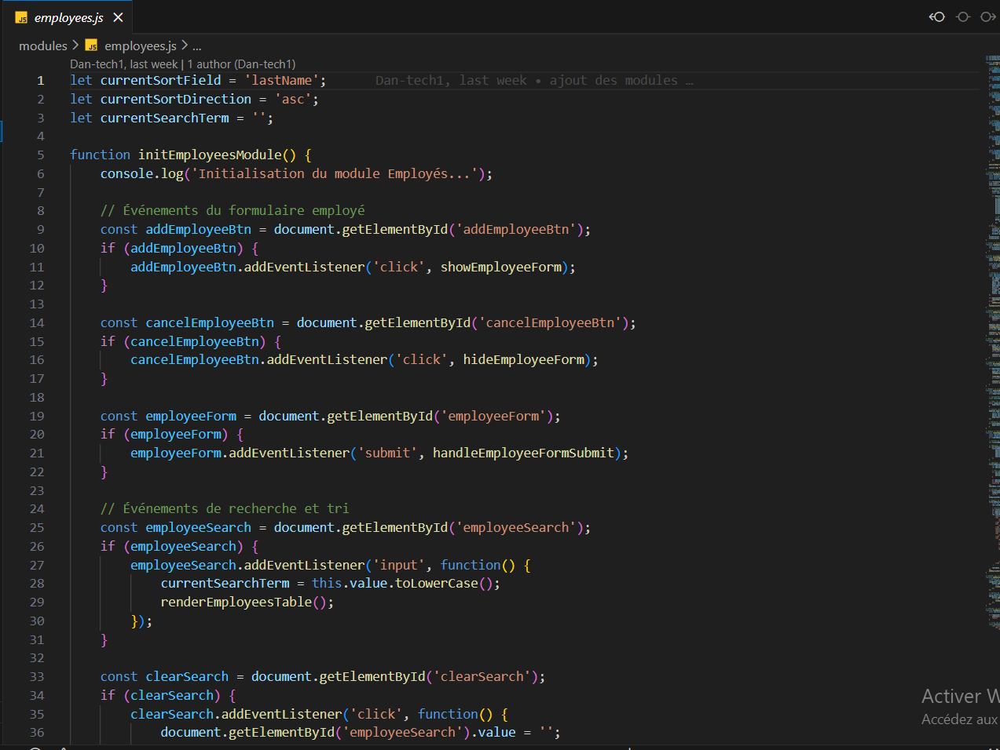 JS employees.js
modules > JS employees.js > ...
Dan-tech1, last week | 1 author (Dan-tech1)
1 let currentSortField = 'lastName'; Dan-tech1, last week • ajout des modules …
2 let currentSortDirection = 'asc';
3 let currentSearchTerm = '';
4
5 function initEmployeesModule() {
6 console.log('Initialisation du module Employés...');
7
8 // Événements du formulaire employé
9 const addEmployeeBtn = document.getElementById('addEmployeeBtn');
10 if (addEmployeeBtn) {
11 addEmployeeBtn.addEventListener('click', showEmployeeForm);
12 }
13
14 const cancelEmployeeBtn = document.getElementById('cancelEmployeeBtn');
15 if (cancelEmployeeBtn) {
16 cancelEmployeeBtn.addEventListener('click', hideEmployeeForm);
17 }
18
19 const employeeForm = document.getElementById('employeeForm');
20 if (employeeForm) {
21 employeeForm.addEventListener('submit', handleEmployeeFormSubmit);
22 }
23
24 // Événements de recherche et tri
25 const employeeSearch = document.getElementById('employeeSearch');
26 if (employeeSearch) {
27 employeeSearch.addEventListener('input', function() {
28 currentSearchTerm = this.value.toLowerCase();
29 renderEmployeesTable();
30 });
31 }
32
33 const clearSearch = document.getElementById('clearSearch');
34 if (clearSearch) {
35 clearSearch.addEventListener('click', function() {
36 document.getElementById('employeeSearch').value = '';
Activer W
Accédez aux